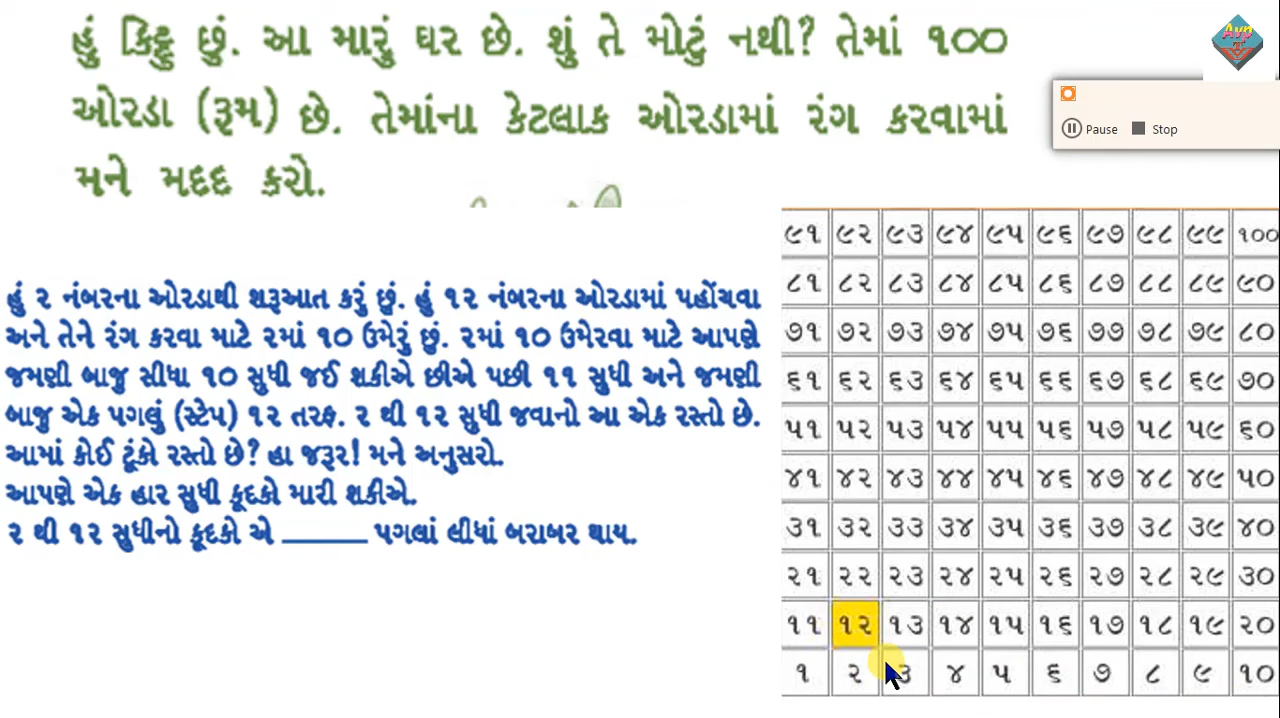 હું કિટ્ટુ છું. આ મારું ઘર છે. શું તે મોટું નથી? તેમાં ૧૦૦
ઓરડા (રૂમ) છે. તેમાંના કેટલાક ઓરડામાં રંગ કરવામાં
મને મદદ કરો.
Avp
Pause Stop
હું ૨ નંબરના ઓરડાથી શરૂઆત કરું છું. હું ૧૨ નંબરના ઓરડામાં પહોંચવા
અને તેને રંગ કરવા માટે ૨માં ૧૦ ઉમેરું છું. ૨માં ૧૦ ઉમેરવા માટે આપણે
જમણી બાજુ સીધા ૧૦ સુધી જઈ શકીએ છીએ પછી ૧૧ સુધી અને જમણી
બાજુ એક પગલું (સ્ટેપ) ૧૨ તરફ. ૨ થી ૧૨ સુધી જવાનો આ એક રસ્તો છે.
આમાં કોઈ ટૂંકો રસ્તો છે? હા જરૂર! મને અનુસરો.
આપણે એક હાર સુધી કૂદકો મારી શકીએ.
૨ થી ૧૨ સુધીનો કૂદકો એ ______ પગલાં લીધાં બરાબર થાય.
૯૧ ૯૨ ૯૩ ૯૪ ૯૫ ૯૬ ૯૭ ૯૮ ૯૯ ૧૦૦
૮૧ ૮૨ ૮૩ ૮૪ ૮૫ ૮૬ ૮૭ ૮૮ ૮૯ ૯૦
૭૧ ૭૨ ૭૩ ૭૪ ૭૫ ૭૬ ૭૭ ૭૮ ૭૯ ૮૦
૬૧ ૬૨ ૬૩ ૬૪ ૬૫ ૬૬ ૬૭ ૬૮ ૬૯ ૭૦
૫૧ ૫૨ ૫૩ ૫૪ ૫૫ ૫૬ ૫૭ ૫૮ ૫૯ ૬૦
૪૧ ૪૨ ૪૩ ૪૪ ૪૫ ૪૬ ૪૭ ૪૮ ૪૯ ૫૦
૩૧ ૩૨ ૩૩ ૩૪ ૩૫ ૩૬ ૩૭ ૩૮ ૩૯ ૪૦
૨૧ ૨૨ ૨૩ ૨૪ ૨૫ ૨૬ ૨૭ ૨૮ ૨૯ ૩૦
૧૧ ૧૨ ૧૩ ૧૪ ૧૫ ૧૬ ૧૭ ૧૮ ૧૯ ૨૦
૧ ૨ ૩ ૪ ૫ ૬ ૭ ૮ ૯ ૧૦